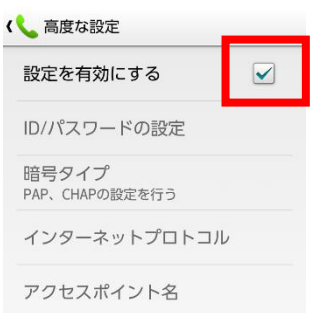 高度な設定
設定を有効にする
ID/パスワードの設定
暗号タイプ
PAP、CHAPの設定を行う
インターネットプロトコル
アクセスポイント名